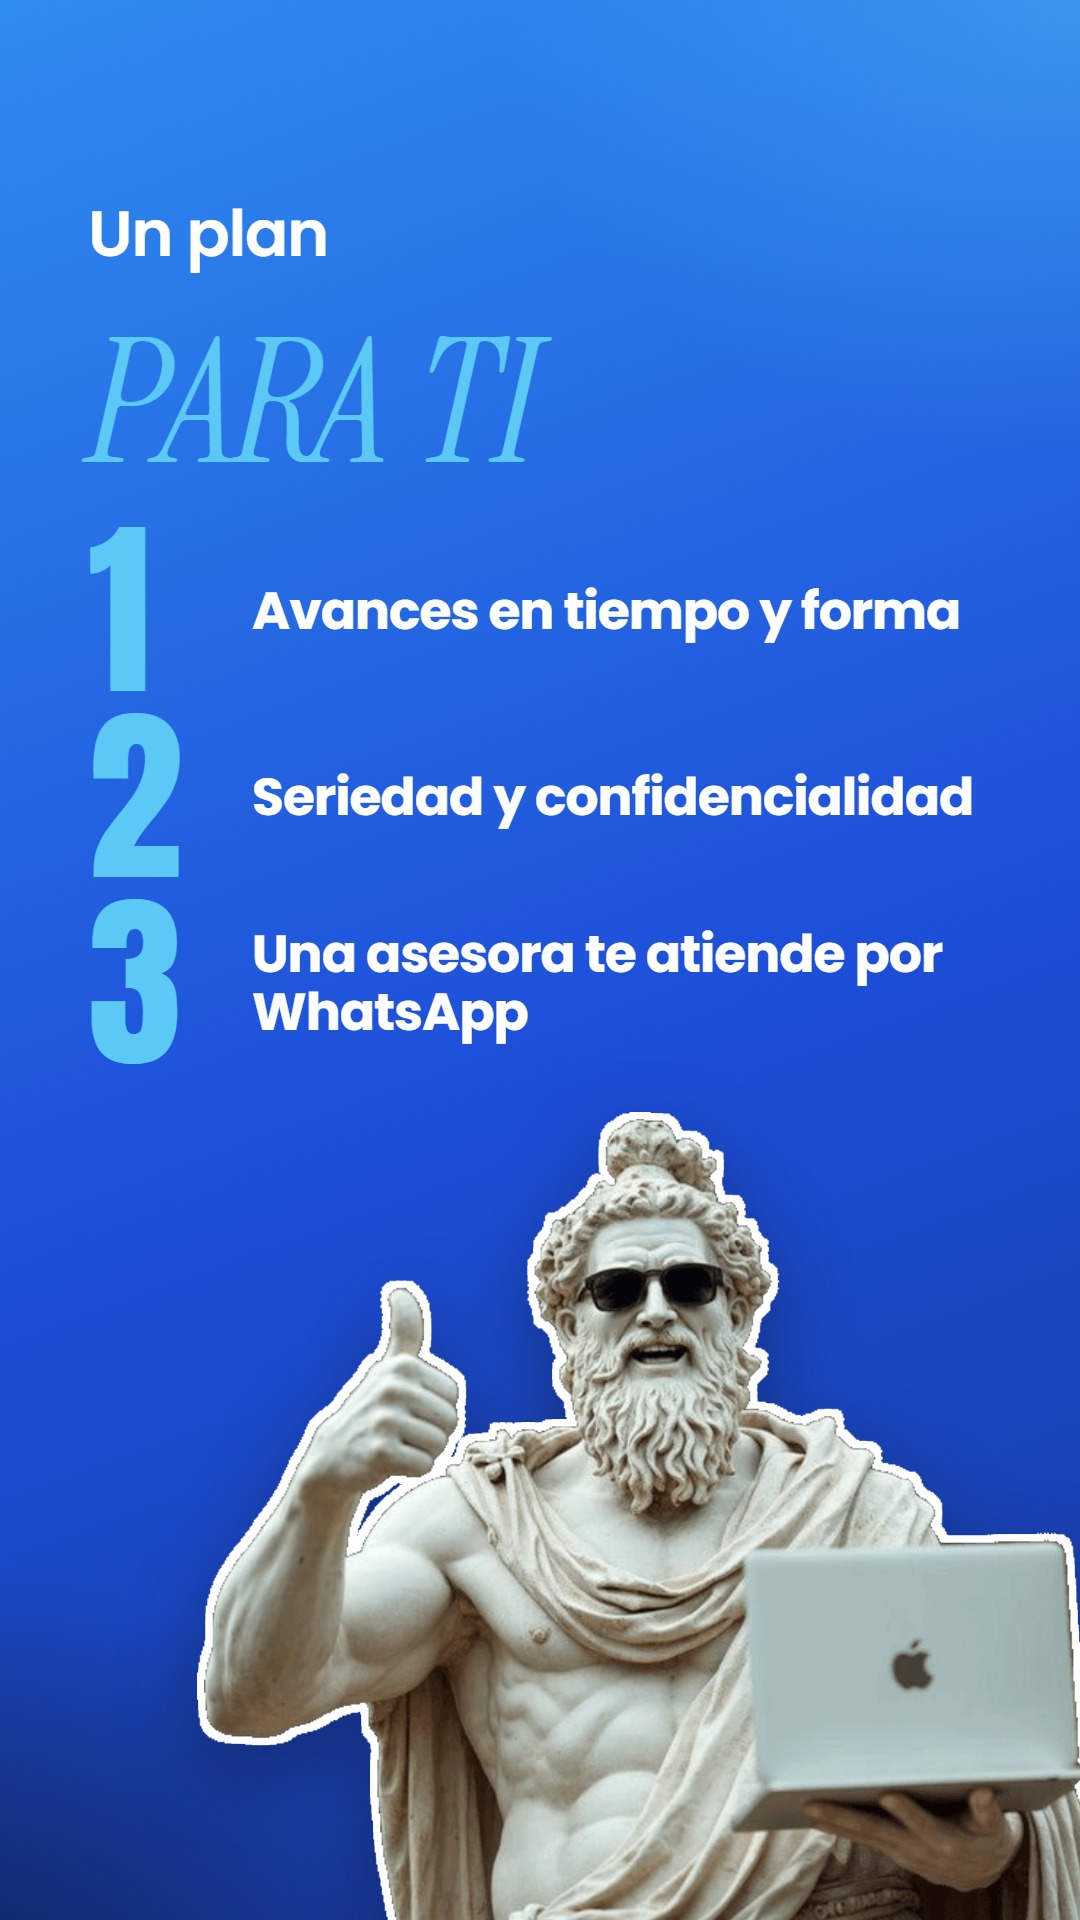 Un plan
PARA TI
1
Avances en tiempo y forma
2
Seriedad y confidencialidad
3
Una asesora te atiende por
WhatsApp